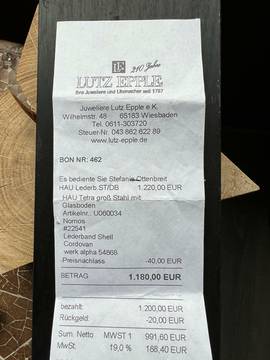 LE 210 Jahre
LUTZ EPPLE
Ihre Juweliere und Uhrmacher seit 1787
Juweliere Lutz Epple e.K.
Wilhelmstr. 48 65183 Wiesbaden
Tel. 0611-303720
Steuer-Nr. 043 862 622 89
www.lutz-epple.de
BON NR: 462
Es bediente Sie Stefanie Ottenbreit
HAU Lederb.ST/DB 1.220,00 EUR
HAU Tetra groß Stahl mit
Glasboden
Artikelnr.: U060034
Nomos
#22541
Lederband Shell
Cordovan
werk alpha 54868
Preisnachlass -40,00 EUR
BETRAG 1.180,00 EUR
bezahlt: 1.200,00 EUR
Rückgeld: -20,00 EUR
Sum. Netto MWST 1 991,60 EUR
MwSt. 19,0 % 188,40 EUR